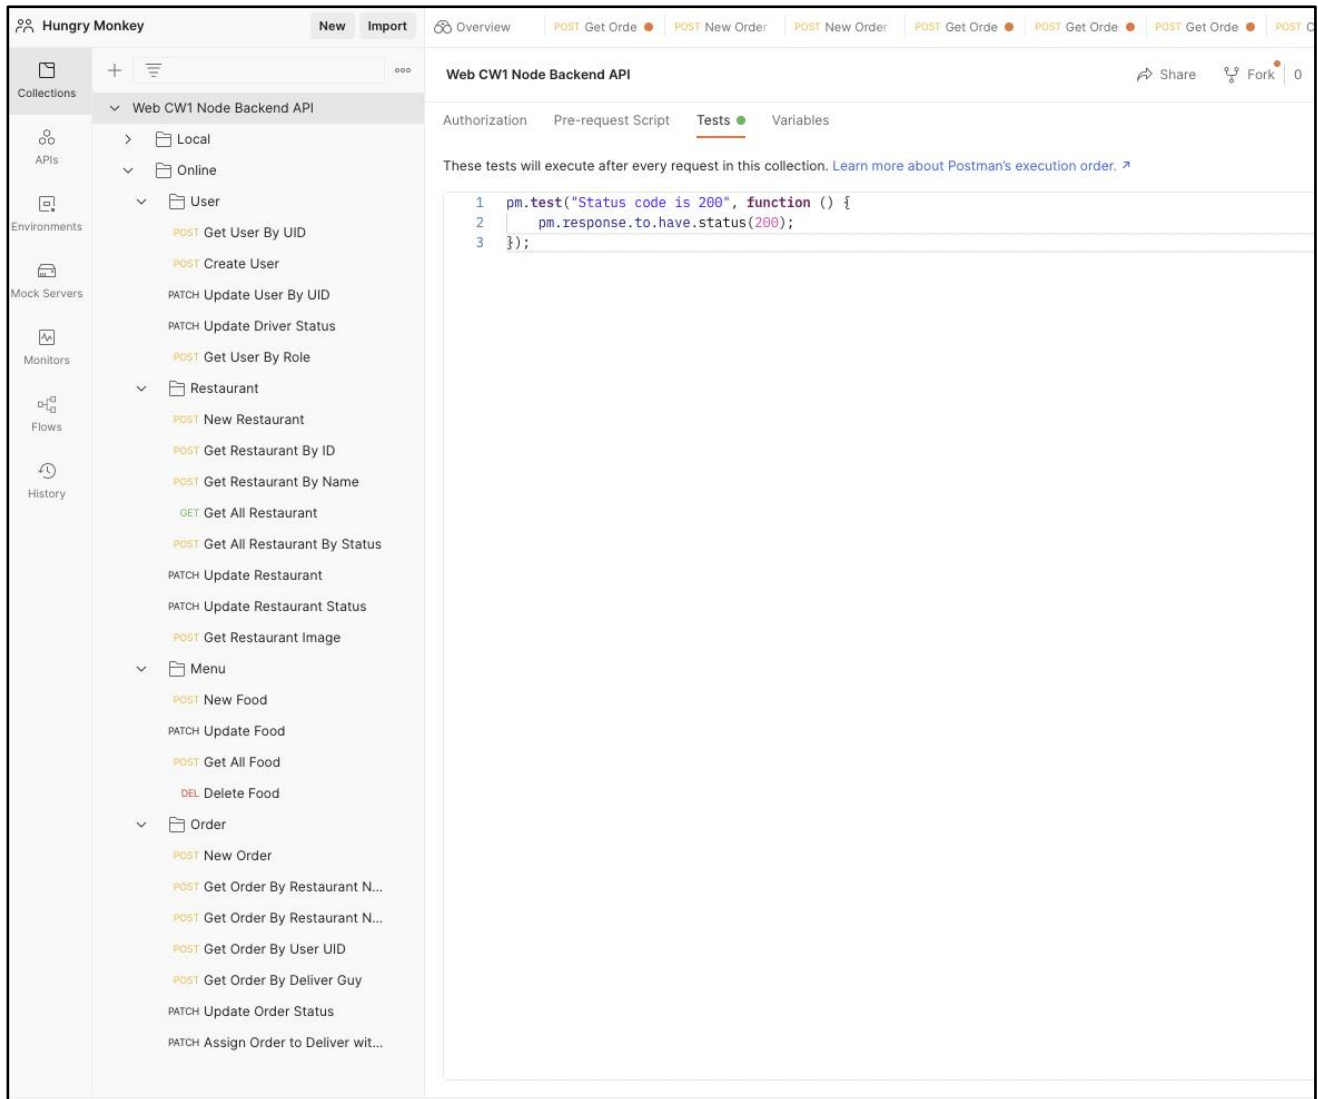 Hungry Monkey New Import
Overview POST Get Orde POST New Order POST New Order POST Get Orde POST Get Orde POST Get Orde POST
Collections
APIs
Environments
Mock Servers
Monitors
Flows
History
Web CW1 Node Backend API
Local
Online
User
POST Get User By UID
POST Create User
PATCH Update User By UID
PATCH Update Driver Status
POST Get User By Role
Restaurant
POST New Restaurant
POST Get Restaurant By ID
POST Get Restaurant By Name
GET Get All Restaurant
POST Get All Restaurant By Status
PATCH Update Restaurant
PATCH Update Restaurant Status
POST Get Restaurant Image
Menu
POST New Food
PATCH Update Food
POST Get All Food
DEL Delete Food
Order
POST New Order
POST Get Order By Restaurant N...
POST Get Order By Restaurant N...
POST Get Order By User UID
POST Get Order By Deliver Guy
PATCH Update Order Status
PATCH Assign Order to Deliver wit...
Web CW1 Node Backend API Share Fork 0
Authorization Pre-request Script Tests Variables
These tests will execute after every request in this collection. Learn more about Postman's execution order. ↗
1 pm.test("Status code is 200", function () {
2 pm.response.to.have.status(200);
3 });